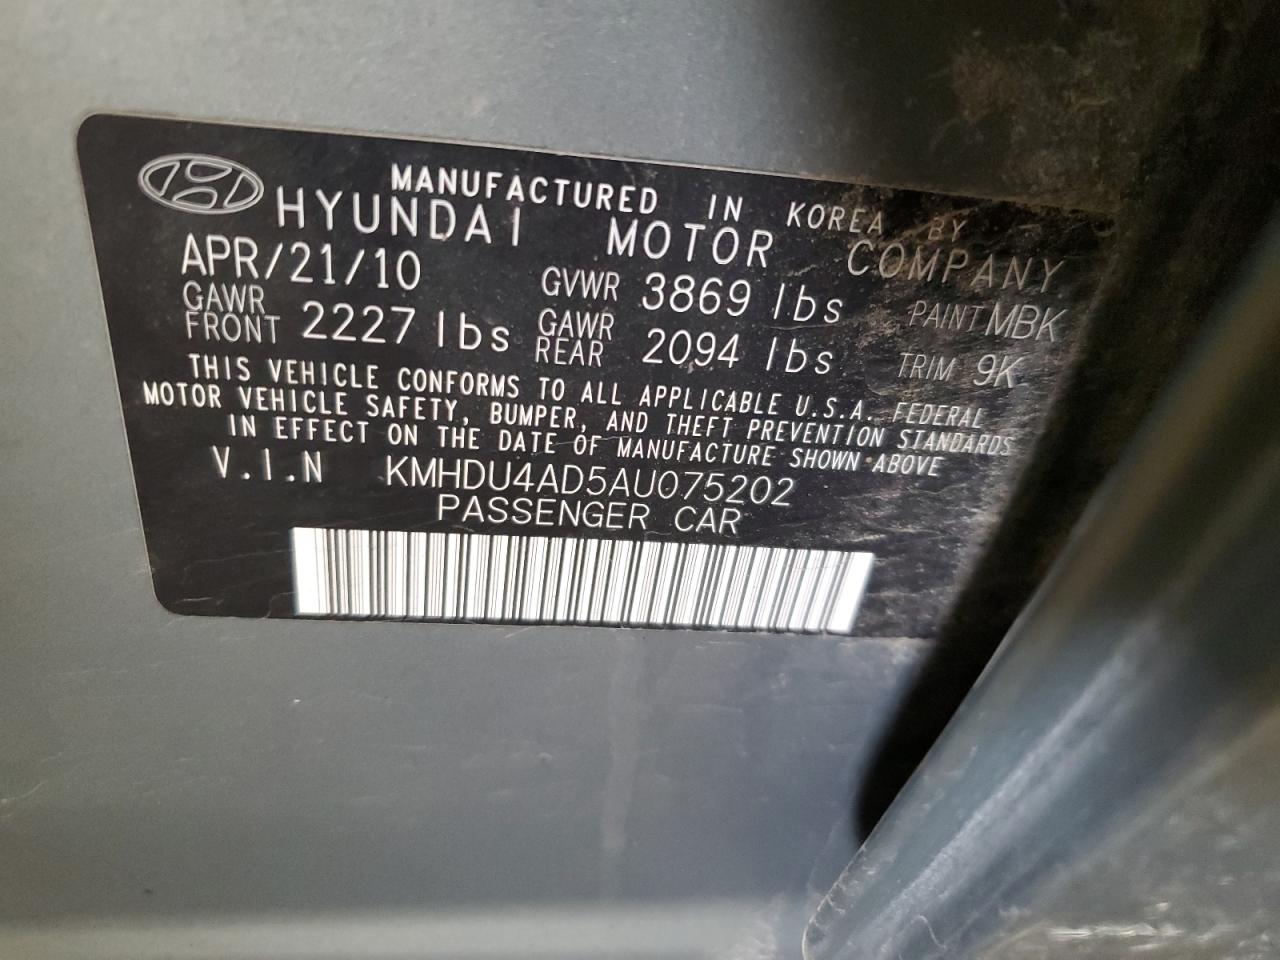 MANUFACTURED IN KOREA BY
HYUNDAI MOTOR COMPANY
APR/21/10 GVWR 3869 lbs PAINT MBK
GAWR FRONT 2227 lbs GAWR REAR 2094 lbs TRIM 9K
THIS VEHICLE CONFORMS TO ALL APPLICABLE U.S.A. FEDERAL
MOTOR VEHICLE SAFETY, BUMPER, AND THEFT PREVENTION STANDARDS
IN EFFECT ON THE DATE OF MANUFACTURE SHOWN ABOVE
V.I.N KMHDU4AD5AU075202
PASSENGER CAR